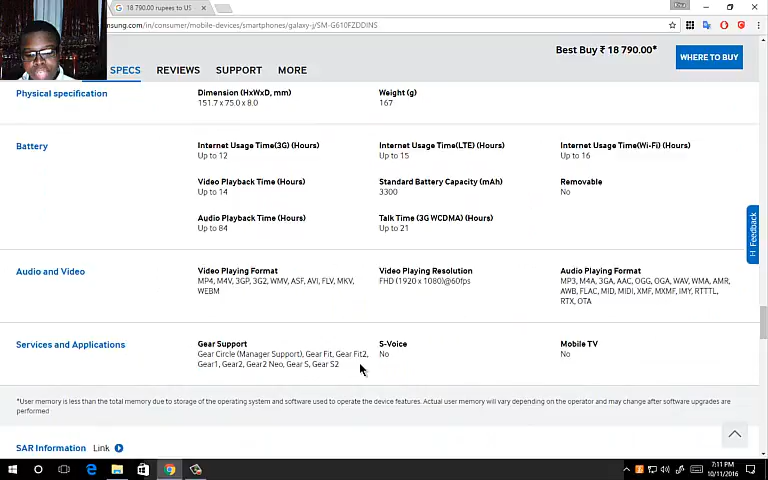 18 790.00 rupees to US
msung.com/in/consumer/mobile-devices/smartphones/galaxy-j/SM-G610FZDDINS
Best Buy ₹ 18 790.00*
WHERE TO BUY
SPECS REVIEWS SUPPORT MORE
Physical specification
Dimension (HxWxD, mm)
151.7 x 75.0 x 8.0
Weight (g)
167
Battery
Internet Usage Time(3G) (Hours)
Up to 12
Internet Usage Time(LTE) (Hours)
Up to 15
Internet Usage Time(Wi-Fi) (Hours)
Up to 16
Video Playback Time (Hours)
Up to 14
Standard Battery Capacity (mAh)
3300
Removable
No
Audio Playback Time (Hours)
Up to 84
Talk Time (3G WCDMA) (Hours)
Up to 21
Feedback
Audio and Video
Video Playing Format
MP4, M4V, 3GP, 3G2, WMV, ASF, AVI, FLV, MKV,
WEBM
Video Playing Resolution
FHD (1920 x 1080)@60fps
Audio Playing Format
MP3, M4A, 3GA, AAC, OGG, OGA, WAV, WMA, AMR,
AWB, FLAC, MID, MIDI, XMF, MXMF, IMY, RTTTL,
RTX, OTA
Services and Applications
Gear Support
Gear Circle (Manager Support), Gear Fit, Gear Fit2,
Gear1, Gear2, Gear2 Neo, Gear S, Gear S2
S-Voice
No
Mobile TV
No
*User memory is less than the total memory due to storage of the operating system and software used to operate the device features. Actual user memory will vary depending on the operator and may change after software upgrades are
performed
SAR Information Link
7:11 PM
10/11/2016